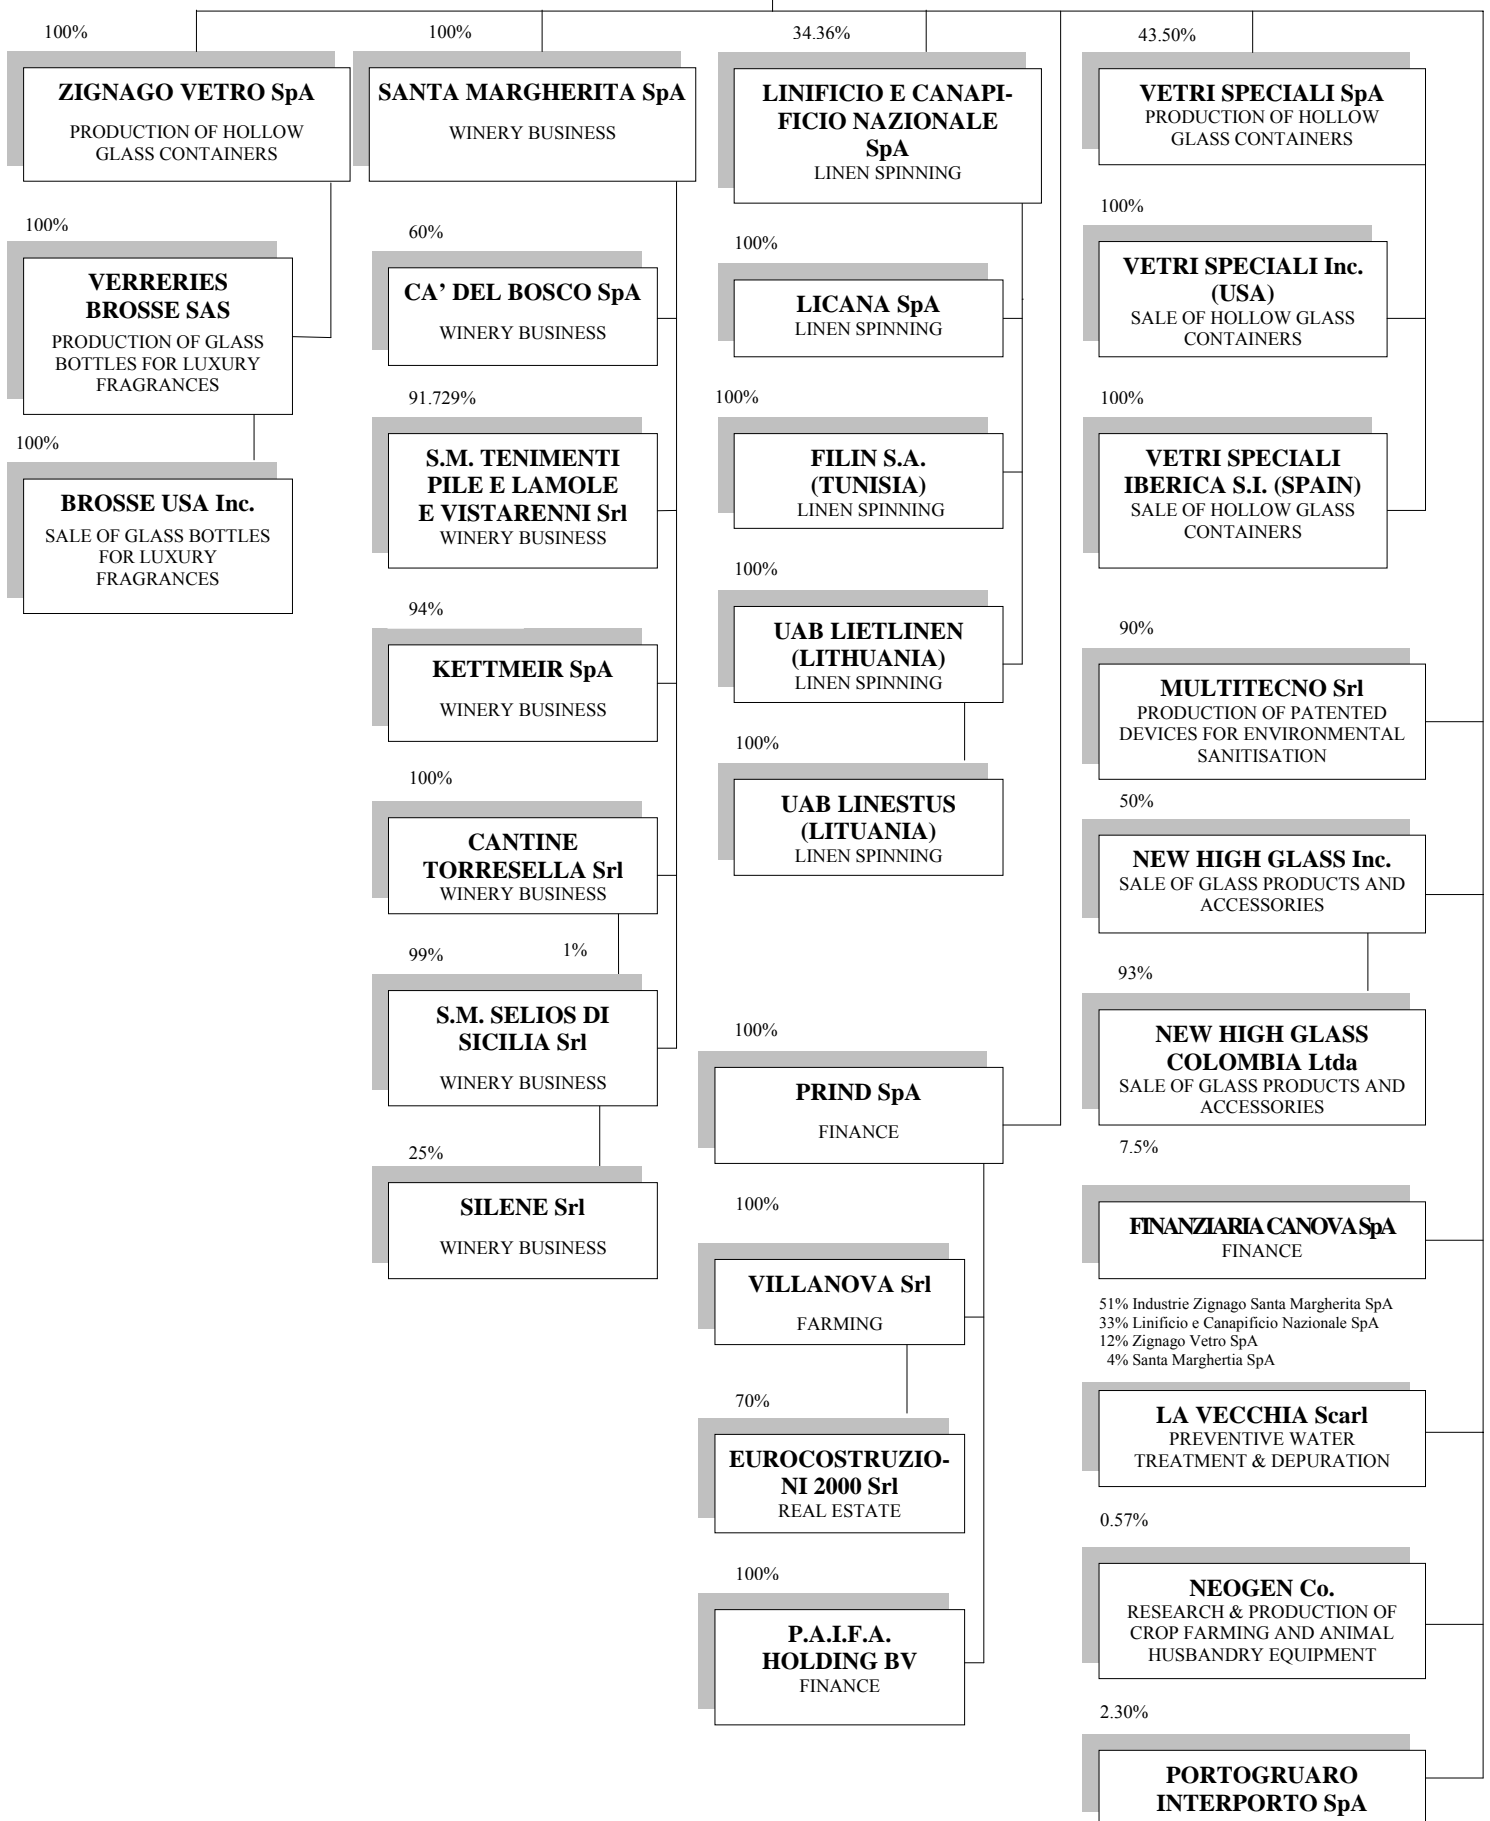 100%
ZIGNAGO VETRO SpA
PRODUCTION OF HOLLOW
GLASS CONTAINERS
100%
VERRERIES
BROSSE SAS
PRODUCTION OF GLASS
BOTTLES FOR LUXURY
FRAGRANCES
100%
BROSSE USA Inc.
SALE OF GLASS BOTTLES
FOR LUXURY
FRAGRANCES
100%
SANTA MARGHERITA SpA
WINERY BUSINESS
60%
CA’ DEL BOSCO SpA
WINERY BUSINESS
91.729%
S.M. TENIMENTI
PILE E LAMOLE
E VISTARENNI Srl
WINERY BUSINESS
94%
KETTMEIR SpA
WINERY BUSINESS
100%
CANTINE
TORRESELLA Srl
WINERY BUSINESS
99% 1%
S.M. SELIOS DI
SICILIA Srl
WINERY BUSINESS
25%
SILENE Srl
WINERY BUSINESS
34.36%
LINIFICIO E CANAPI-
FICIO NAZIONALE
SpA
LINEN SPINNING
100%
LICANA SpA
LINEN SPINNING
100%
FILIN S.A.
(TUNISIA)
LINEN SPINNING
100%
UAB LIETLINEN
(LITHUANIA)
LINEN SPINNING
100%
UAB LINESTUS
(LITUANIA)
LINEN SPINNING
100%
PRIND SpA
FINANCE
100%
VILLANOVA Srl
FARMING
70%
EUROCOSTRUZIO-
NI 2000 Srl
REAL ESTATE
100%
P.A.I.F.A.
HOLDING BV
FINANCE
43.50%
VETRI SPECIALI SpA
PRODUCTION OF HOLLOW
GLASS CONTAINERS
100%
VETRI SPECIALI Inc.
(USA)
SALE OF HOLLOW GLASS
CONTAINERS
100%
VETRI SPECIALI
IBERICA S.I. (SPAIN)
SALE OF HOLLOW GLASS
CONTAINERS
90%
MULTITECNO Srl
PRODUCTION OF PATENTED
DEVICES FOR ENVIRONMENTAL
SANITISATION
50%
NEW HIGH GLASS Inc.
SALE OF GLASS PRODUCTS AND
ACCESSORIES
93%
NEW HIGH GLASS
COLOMBIA Ltda
SALE OF GLASS PRODUCTS AND
ACCESSORIES
7.5%
FINANZIARIA CANOVA SpA
FINANCE
51% Industrie Zignago Santa Margherita SpA
33% Linificio e Canapificio Nazionale SpA
12% Zignago Vetro SpA
4% Santa Marghertia SpA
LA VECCHIA Scarl
PREVENTIVE WATER
TREATMENT & DEPURATION
0.57%
NEOGEN Co.
RESEARCH & PRODUCTION OF
CROP FARMING AND ANIMAL
HUSBANDRY EQUIPMENT
2.30%
PORTOGRUARO
INTERPORTO SpA